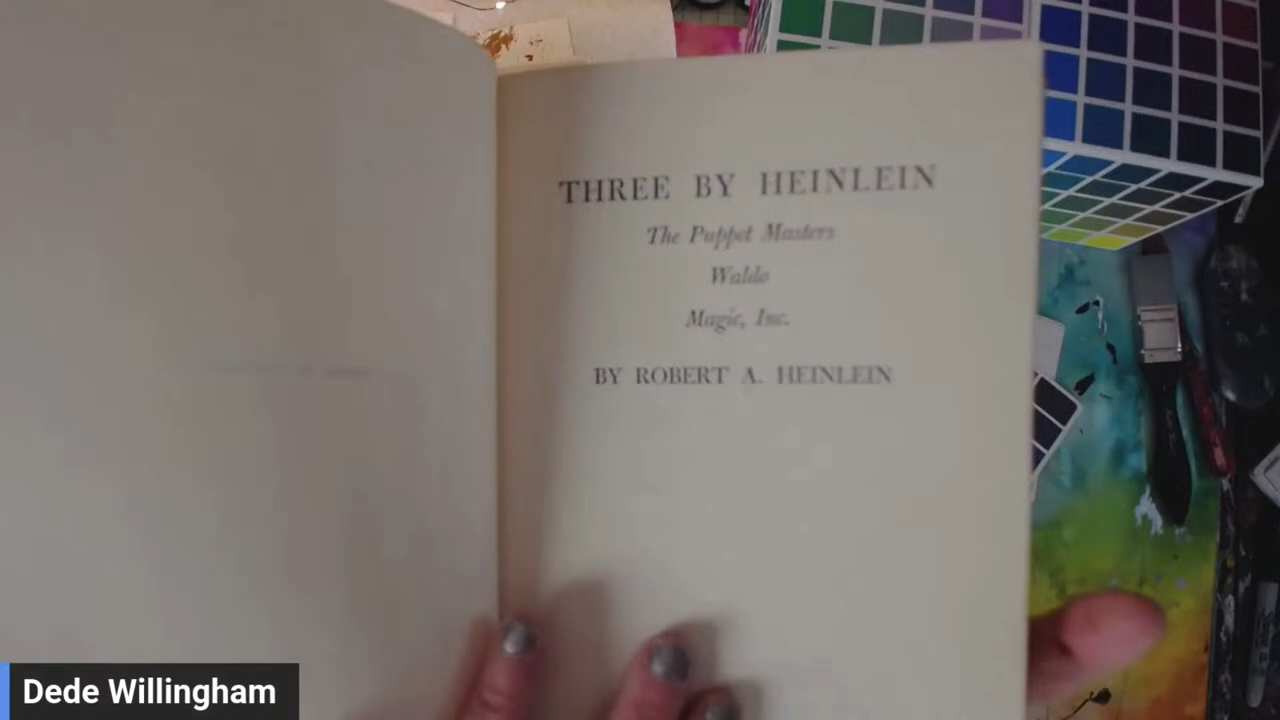 THREE BY HEINLEIN
The Puppet Masters
Waldo
Magic, Inc.
BY ROBERT A. HEINLEIN
Dede Willingham